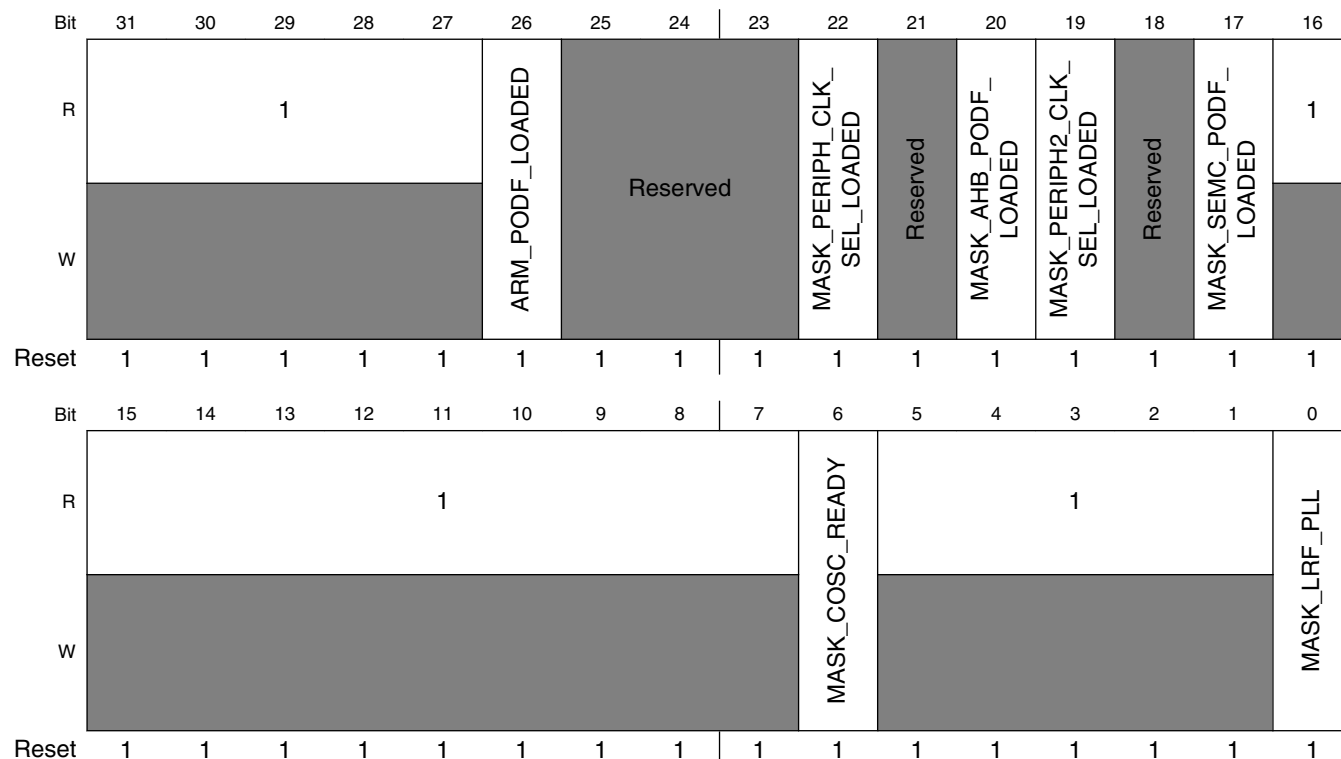 Bit 31 30 29 28 27 26 25 24 23 22 21 20 19 18 17 16
R 1 1
ARM_PODF_LOADED
Reserved
MASK_PERIPH_CLK_
SEL_LOADED
Reserved
MASK_AHB_PODF_
LOADED
MASK_PERIPH2_CLK_
SEL_LOADED
Reserved
MASK_SEMC_PODF_
LOADED
W
Reset 1 1 1 1 1 1 1 1 1 1 1 1 1 1 1 1
Bit 15 14 13 12 11 10 9 8 7 6 5 4 3 2 1 0
R 1 1
MASK_COSC_READY
MASK_LRF_PLL
W
Reset 1 1 1 1 1 1 1 1 1 1 1 1 1 1 1 1